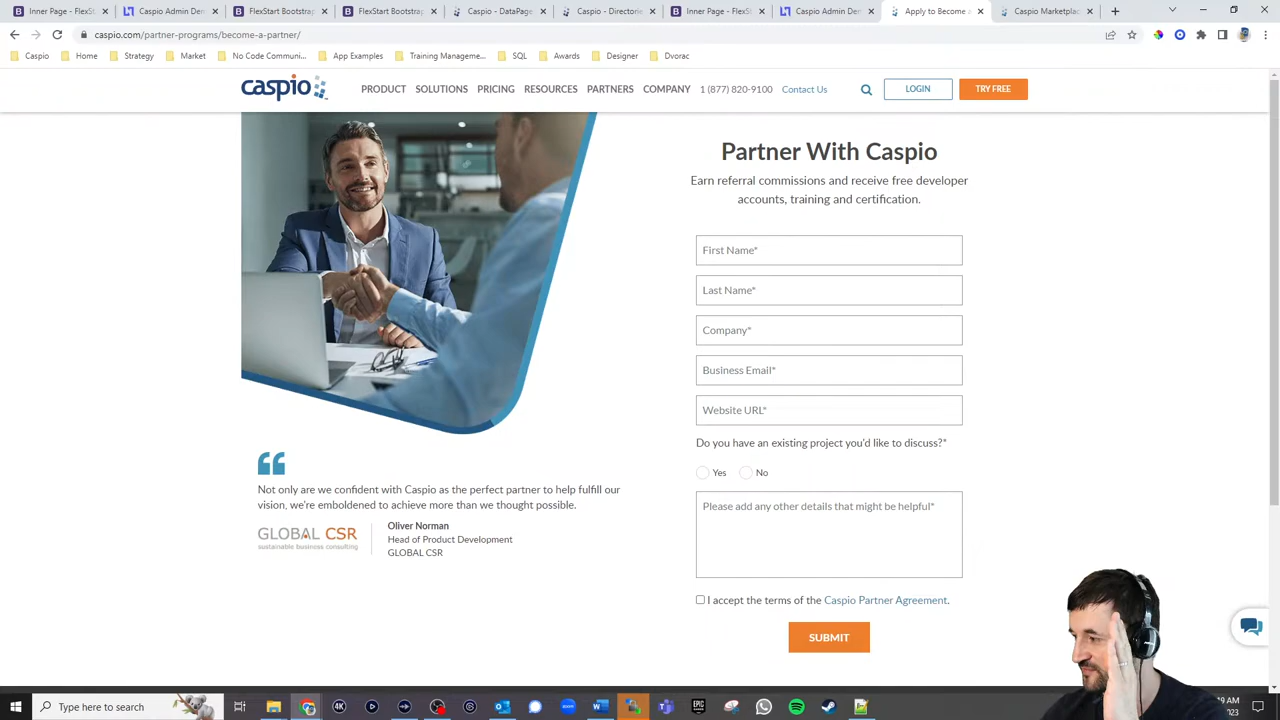 Inner Page - FlexSt
Caspio Admin Den
FlexStart Bootstrap
FlexStart Bootstrap
Caspio - DataPage
Caspio - Directorie
Inner Page - FlexSt
Caspio Admin Den
Apply to Become
Caspio Marketplac
caspio.com/partner-programs/become-a-partner/
Caspio
Home
Strategy
Market
No Code Communi...
App Examples
Training Manageme...
SQL
Awards
Designer
Dvorac
caspio
PRODUCT SOLUTIONS PRICING RESOURCES PARTNERS COMPANY 1 (877) 820-9100 Contact Us
LOGIN
TRY FREE
Partner With Caspio
Earn referral commissions and receive free developer
accounts, training and certification.
First Name*
Last Name*
Company*
Business Email*
Website URL*
Do you have an existing project you'd like to discuss?*
Yes No
Please add any other details that might be helpful*
I accept the terms of the Caspio Partner Agreement.
SUBMIT
Not only are we confident with Caspio as the perfect partner to help fulfill our
vision, we're emboldened to achieve more than we thought possible.
GLOBAL CSR
sustainable business consulting
Oliver Norman
Head of Product Development
GLOBAL CSR
Type here to search
4K
EPIC
GAMES